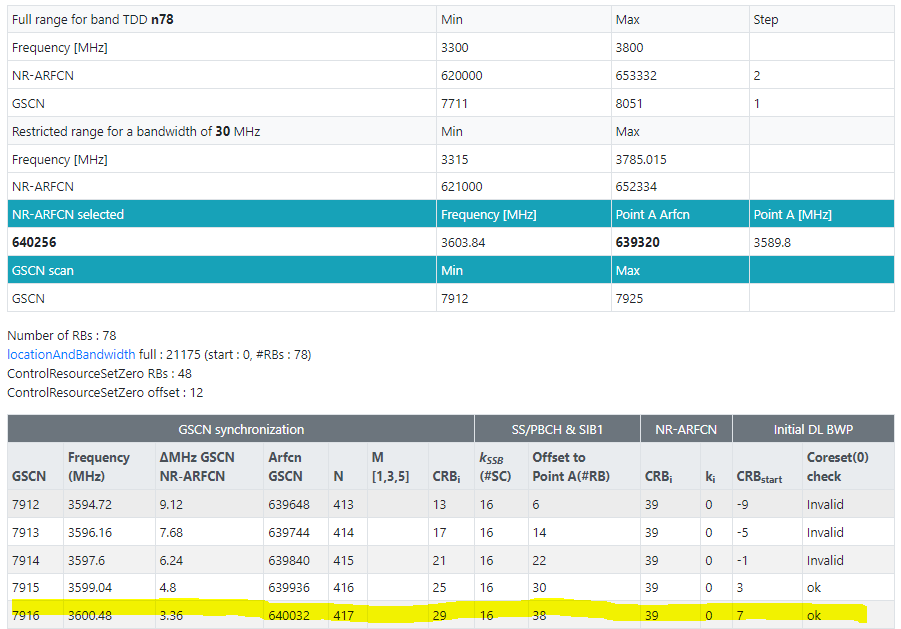 Full range for band TDD n78 Min Max Step
Frequency [MHz] 3300 3800
NR-ARFCN 620000 653332 2
GSCN 7711 8051 1
Restricted range for a bandwidth of 30 MHz Min Max
Frequency [MHz] 3315 3785.015
NR-ARFCN 621000 652334
NR-ARFCN selected Frequency [MHz] Point A Arfcn Point A [MHz]
640256 3603.84 639320 3589.8
GSCN scan Min Max
GSCN 7912 7925
Number of RBs : 78
locationAndBandwidth full : 21175 (start : 0, #RBs : 78)
ControlResourceSetZero RBs : 48
ControlResourceSetZero offset : 12
GSCN synchronization SS/PBCH & SIB1 NR-ARFCN Initial DL BWP
Frequency ΔMHz GSCN Arfcn M kSSB Offset to Coreset(0)
GSCN (MHz) NR-ARFCN GSCN N [1,3,5] CRBi (#SC) Point A(#RB) CRBi ki CRBstart check
7912 3594.72 9.12 639648 413 13 16 6 39 0 -9 Invalid
7913 3596.16 7.68 639744 414 17 16 14 39 0 -5 Invalid
7914 3597.6 6.24 639840 415 21 16 22 39 0 -1 Invalid
7915 3599.04 4.8 639936 416 25 16 30 39 0 3 ok
7916 3600.48 3.36 640032 417 29 16 38 39 0 7 ok